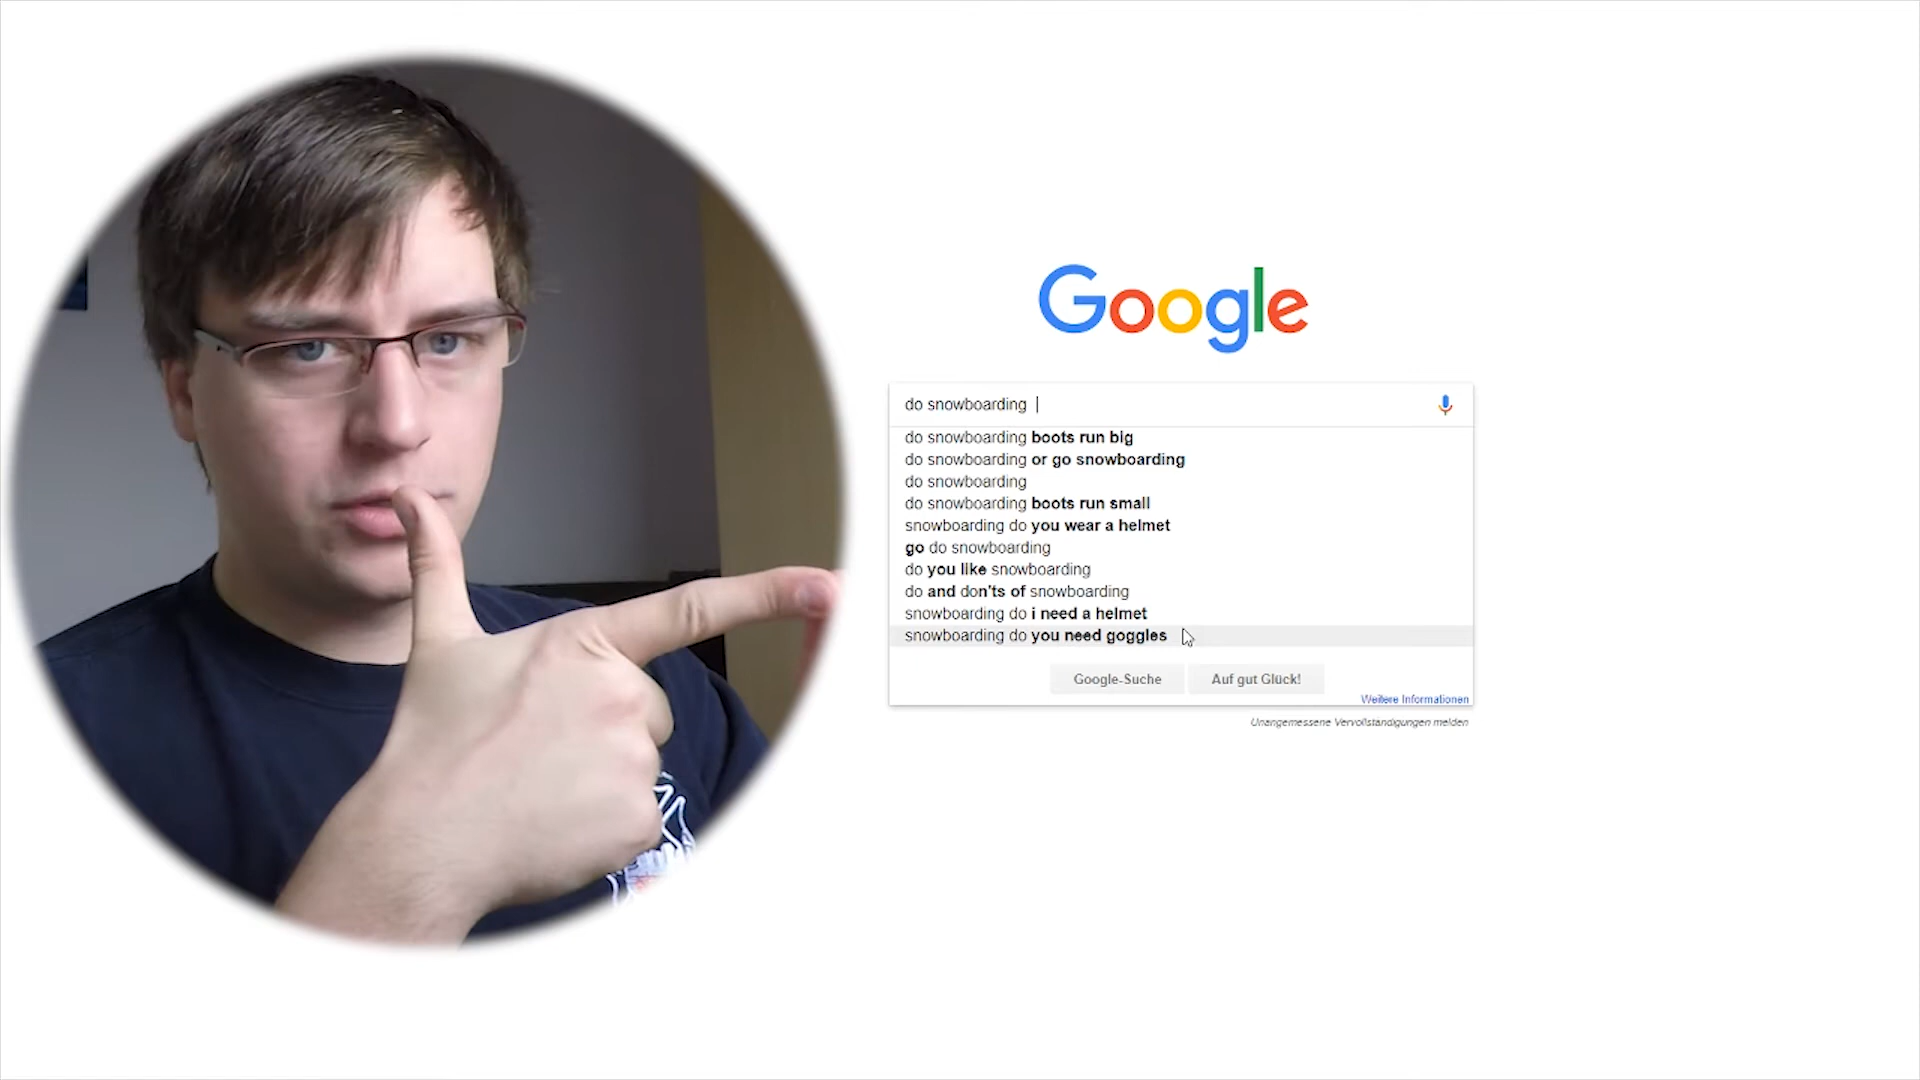 Google
do snowboarding
do snowboarding boots run big
do snowboarding or go snowboarding
do snowboarding
do snowboarding boots run small
snowboarding do you wear a helmet
go do snowboarding
do you like snowboarding
do and don'ts of snowboarding
snowboarding do i need a helmet
snowboarding do you need goggles
Google-Suche
Auf gut Glück!
Weitere Informationen
Unangemessene Vervollständigungen melden